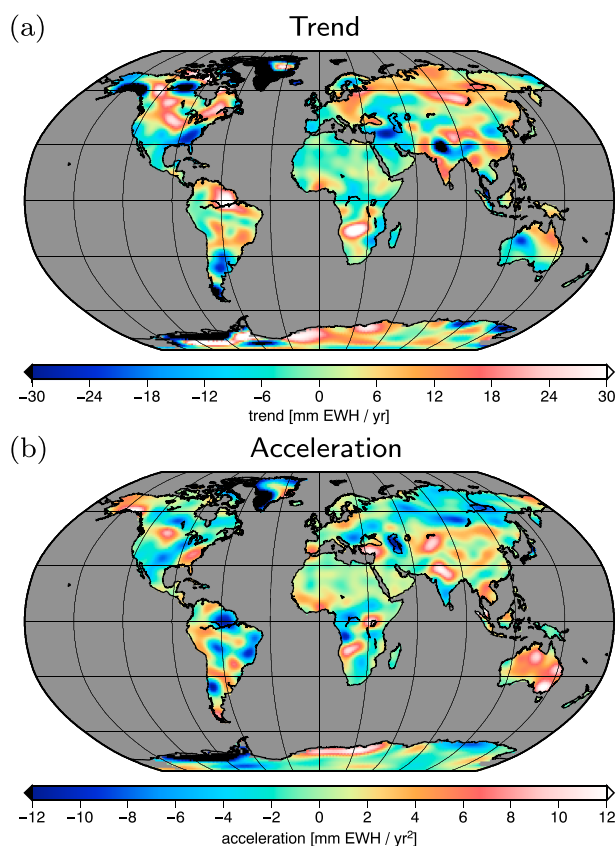 (a) Trend
−30 −24 −18 −12 −6 0 6 12 18 24 30
trend [mm EWH / yr]
(b) Acceleration
−12 −10 −8 −6 −4 −2 0 2 4 6 8 10 12
acceleration [mm EWH / yr²]